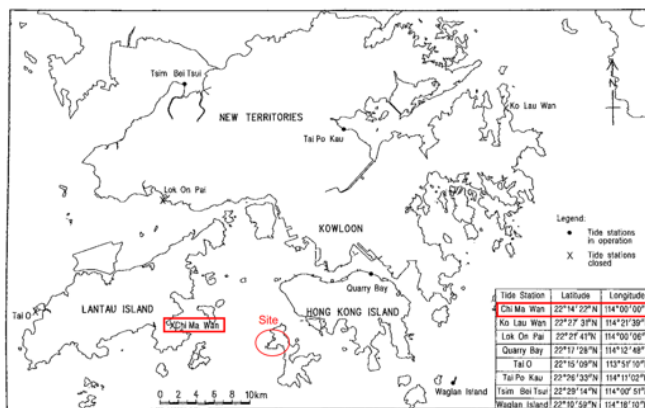 Tsim Bei Tsui
NEW TERRITORIES
Ko Lau Wan
Tai Po Kau
Lok On Pai
KOWLOON
Legend:
Tide stations
in operation
Tide stations
closed
Quarry Bay
Tai O
LANTAU ISLAND
Chi Ma Wan
HONG KONG ISLAND
Site
Waglan Island
0 2 4 6 8 10km
N
Tide Station Latitude Longitude
Chi Ma Wan 22°14'22"N 114°00'00"
Ko Lau Wan 22°27'31"N 114°21'39"
Lok On Pai 22°21'41"N 114°00'06"
Quarry Bay 22°17'28"N 114°12'48"
Tai O 22°15'09"N 113°51'10"
Tai Po Kau 22°26'33"N 114°11'02"
Tsim Bei Tsui 22°29'14"N 114°00'51"
Waglan Island 22°10'59"N 114°18'10"